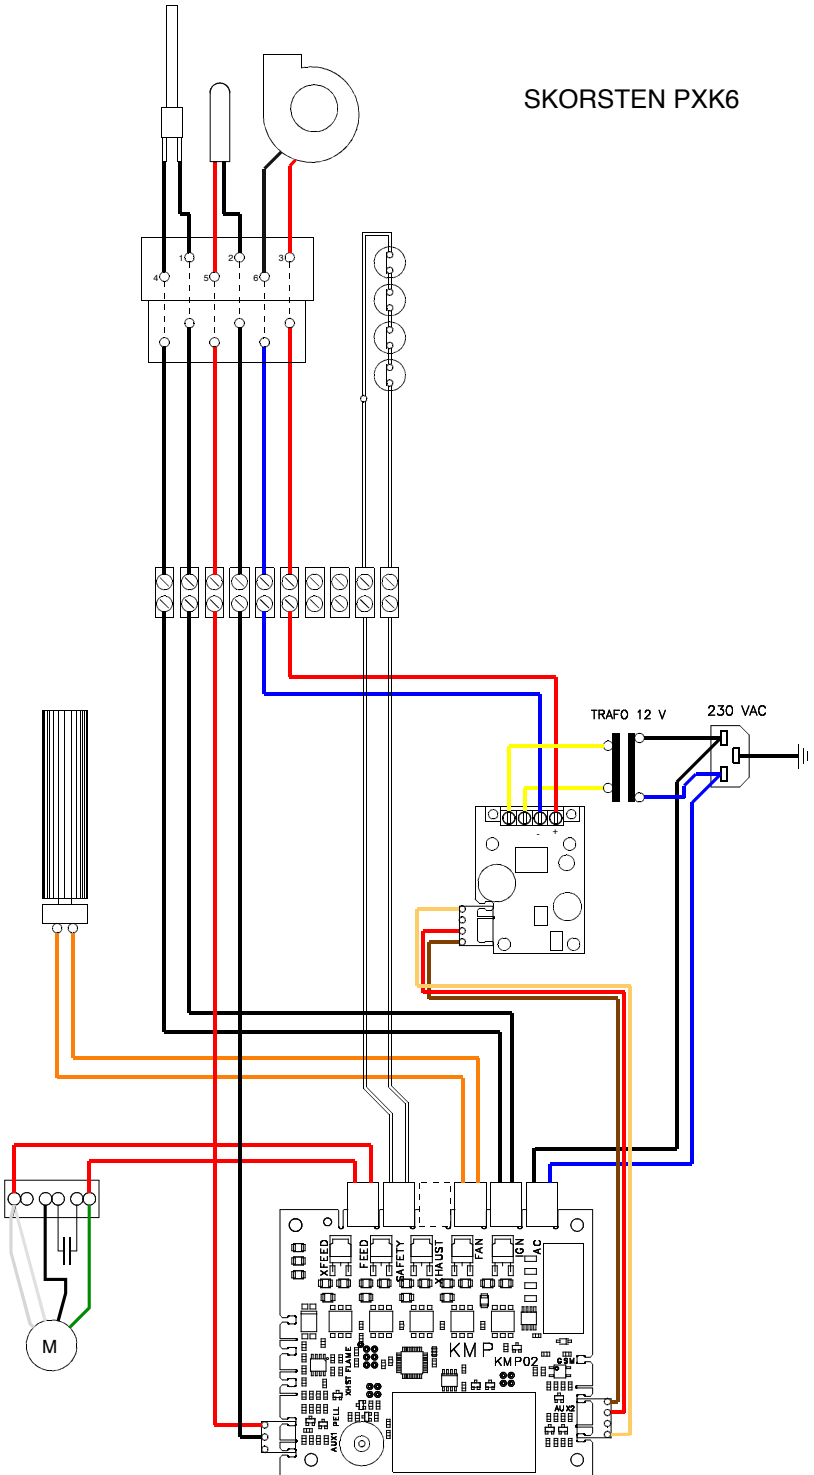 SKORSTEN PXK6
1
2
3
4
5
6
TRAFO 12 V
230 VAC
- +
M
XFEED
FEED
SAFETY
XHAUST
FAN
IGN
AC
KMP
KMP02
GSM
XHST FLAME
AUX1 PELL
AUX2